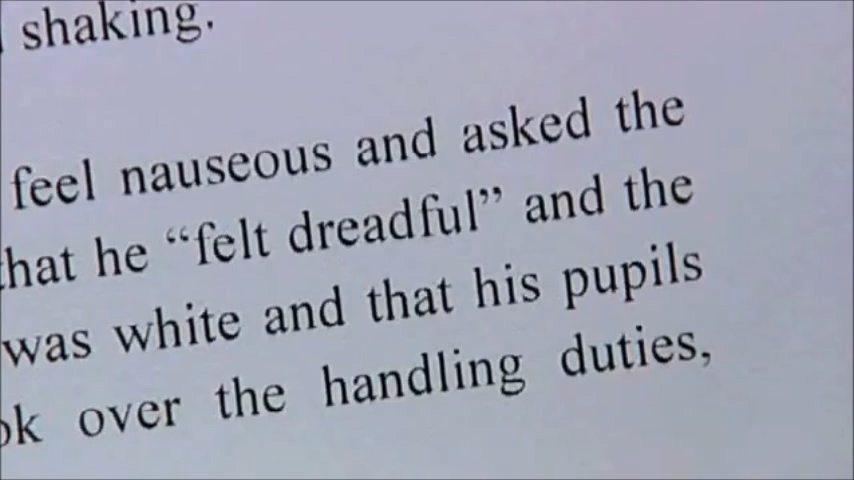 shaking.
feel nauseous and asked the
that he “felt dreadful” and the
was white and that his pupils
over the handling duties,